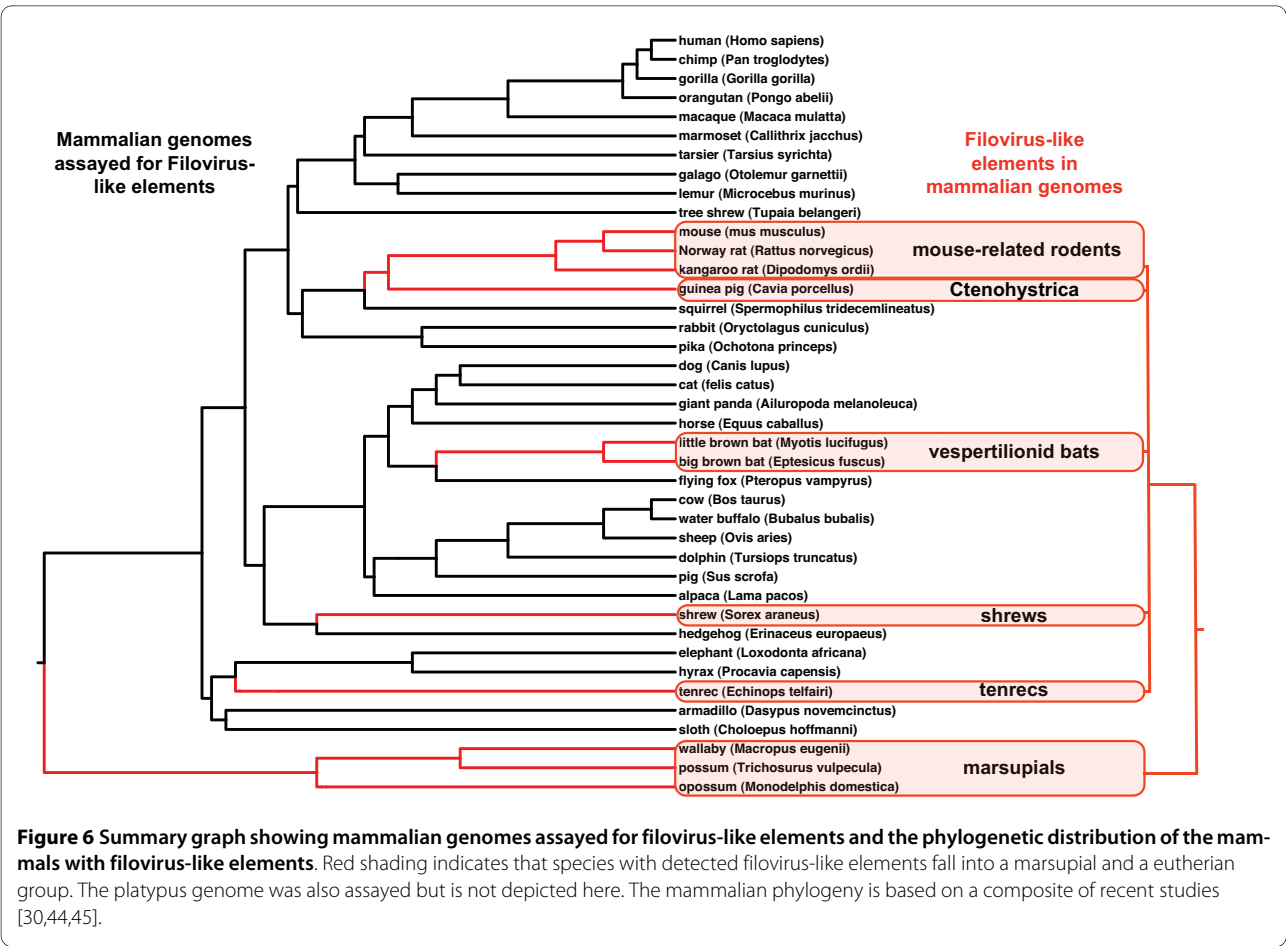 Mammalian genomes
assayed for Filovirus-
like elements
Filovirus-like
elements in
mammalian genomes
human (Homo sapiens)
chimp (Pan troglodytes)
gorilla (Gorilla gorilla)
orangutan (Pongo abelii)
macaque (Macaca mulatta)
marmoset (Callithrix jacchus)
tarsier (Tarsius syrichta)
galago (Otolemur garnettii)
lemur (Microcebus murinus)
tree shrew (Tupaia belangeri)
mouse (mus musculus)
Norway rat (Rattus norvegicus)
kangaroo rat (Dipodomys ordii)
mouse-related rodents
guinea pig (Cavia porcellus)
Ctenohystrica
squirrel (Spermophilus tridecemlineatus)
rabbit (Oryctolagus cuniculus)
pika (Ochotona princeps)
dog (Canis lupus)
cat (felis catus)
giant panda (Ailuropoda melanoleuca)
horse (Equus caballus)
little brown bat (Myotis lucifugus)
big brown bat (Eptesicus fuscus)
vespertilionid bats
flying fox (Pteropus vampyrus)
cow (Bos taurus)
water buffalo (Bubalus bubalis)
sheep (Ovis aries)
dolphin (Tursiops truncatus)
pig (Sus scrofa)
alpaca (Lama pacos)
shrew (Sorex araneus)
shrews
hedgehog (Erinaceus europaeus)
elephant (Loxodonta africana)
hyrax (Procavia capensis)
tenrec (Echinops telfairi)
tenrecs
armadillo (Dasypus novemcinctus)
sloth (Choloepus hoffmanni)
wallaby (Macropus eugenii)
possum (Trichosurus vulpecula)
opossum (Monodelphis domestica)
marsupials
Figure 6 Summary graph showing mammalian genomes assayed for filovirus-like elements and the phylogenetic distribution of the mam-
mals with filovirus-like elements. Red shading indicates that species with detected filovirus-like elements fall into a marsupial and a eutherian
group. The platypus genome was also assayed but is not depicted here. The mammalian phylogeny is based on a composite of recent studies
[30,44,45].